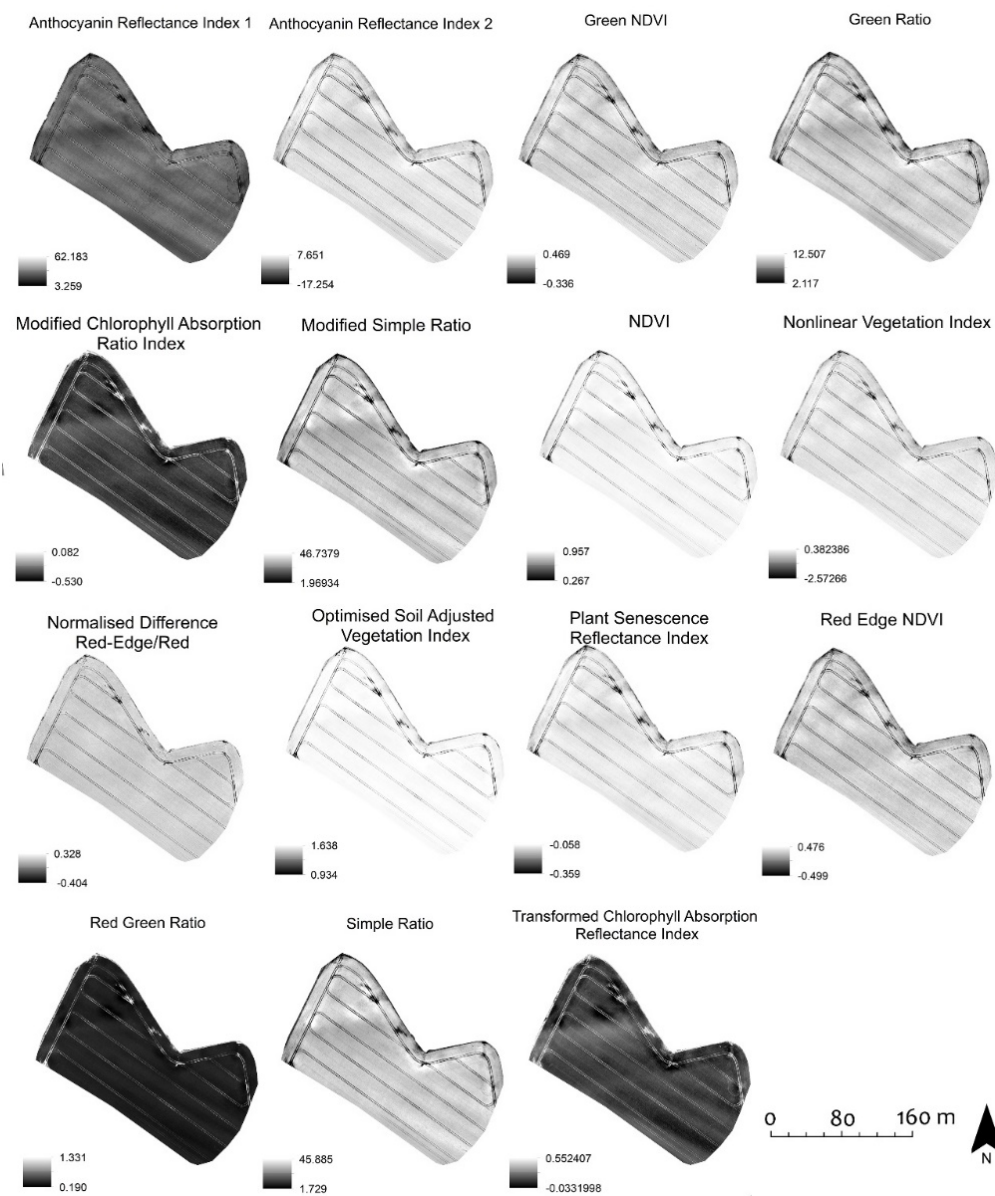 Anthocyanin Reflectance Index 1
Anthocyanin Reflectance Index 2
Green NDVI
Green Ratio
62.183
3.259
7.651
-17.254
0.469
-0.336
12.507
2.117
Modified Chlorophyll Absorption
Ratio Index
Modified Simple Ratio
NDVI
Nonlinear Vegetation Index
0.082
-0.530
46.7379
1.96934
0.957
0.267
0.382386
-2.57266
Normalised Difference
Red-Edge/Red
Optimised Soil Adjusted
Vegetation Index
Plant Senescence
Reflectance Index
Red Edge NDVI
0.328
-0.404
1.638
0.934
-0.058
-0.359
0.476
-0.499
Red Green Ratio
Simple Ratio
Transformed Chlorophyll Absorption
Reflectance Index
1.331
0.190
45.885
1.729
0.552407
-0.0331998
0 80 160 m
N